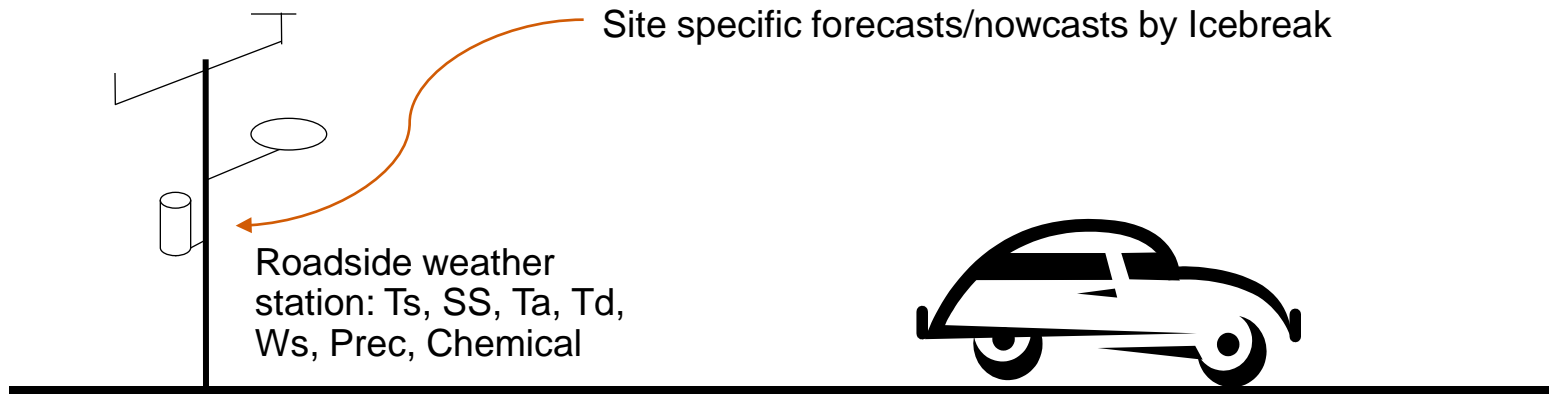 Site specific forecasts/nowcasts by Icebreak
Roadside weather
station: Ts, SS, Ta, Td,
Ws, Prec, Chemical